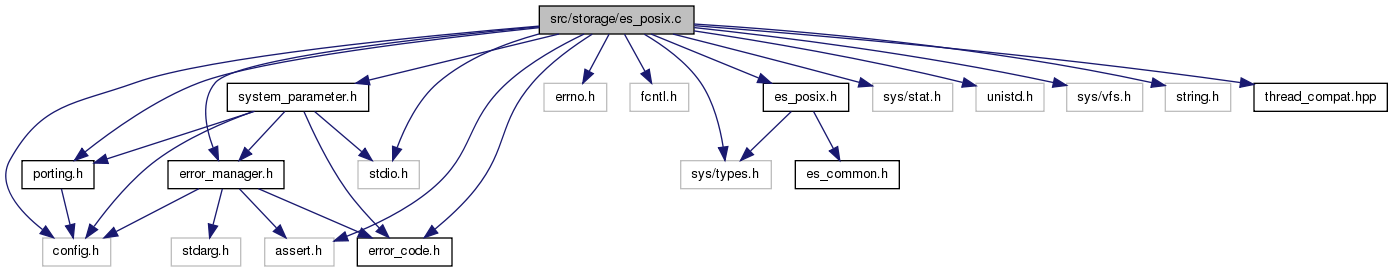 src/storage/es_posix.c
system_parameter.h
errno.h
fcntl.h
es_posix.h
sys/stat.h
unistd.h
sys/vfs.h
string.h
thread_compat.hpp
porting.h
error_manager.h
stdio.h
sys/types.h
es_common.h
config.h
stdarg.h
assert.h
error_code.h